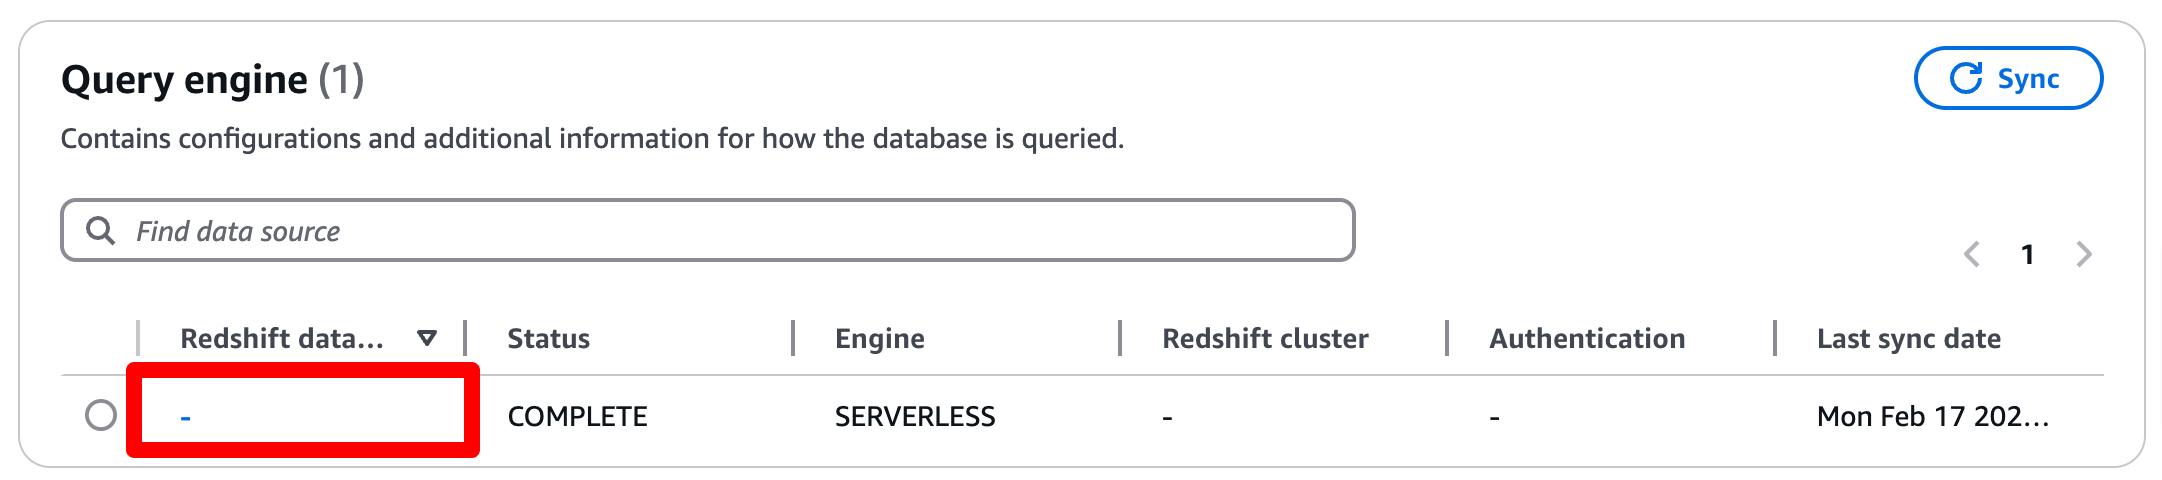 Query engine (1)
Sync
Contains configurations and additional information for how the database is queried.
Find data source
1
Redshift data... Status Engine Redshift cluster Authentication Last sync date
- COMPLETE SERVERLESS - - Mon Feb 17 202...